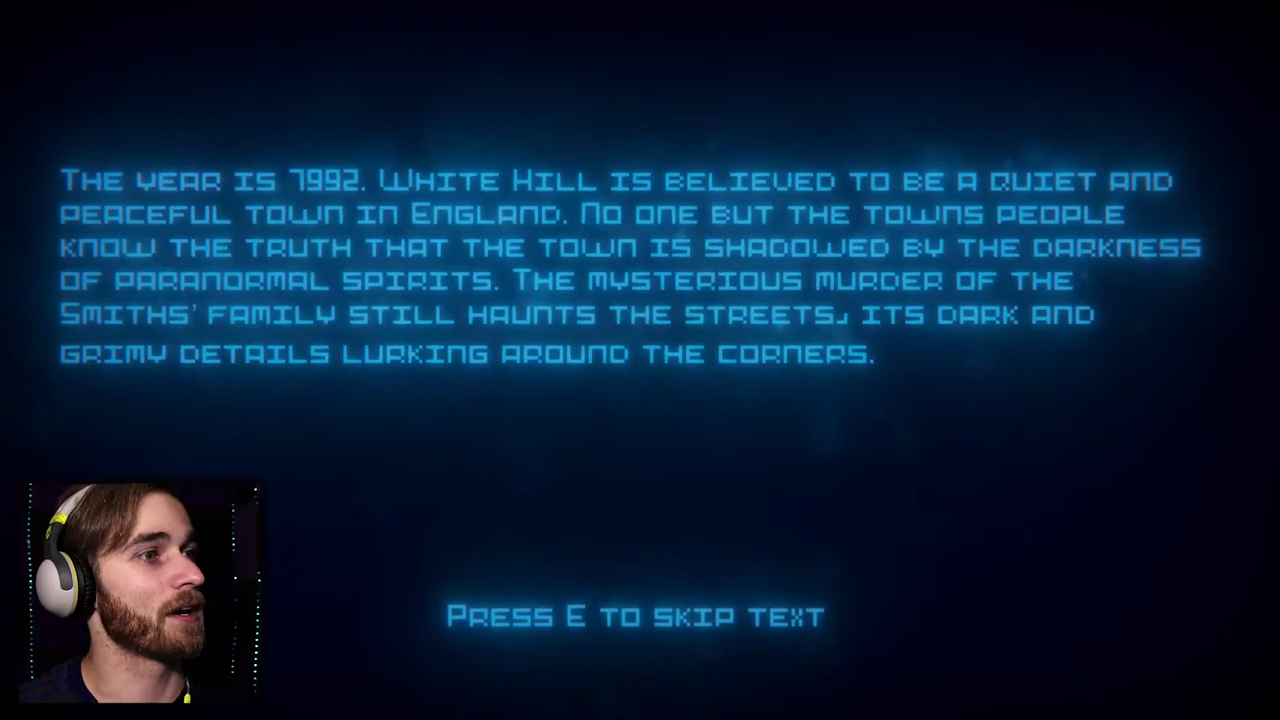 The year is 1992. White Hill is believed to be a quiet and
peaceful town in England. No one but the towns people
know the truth that the town is shadowed by the darkness
of paranormal spirits. The mysterious murder of the
Smiths' family still haunts the streets, its dark and
grimy details lurking around the corners.
Press E to skip text